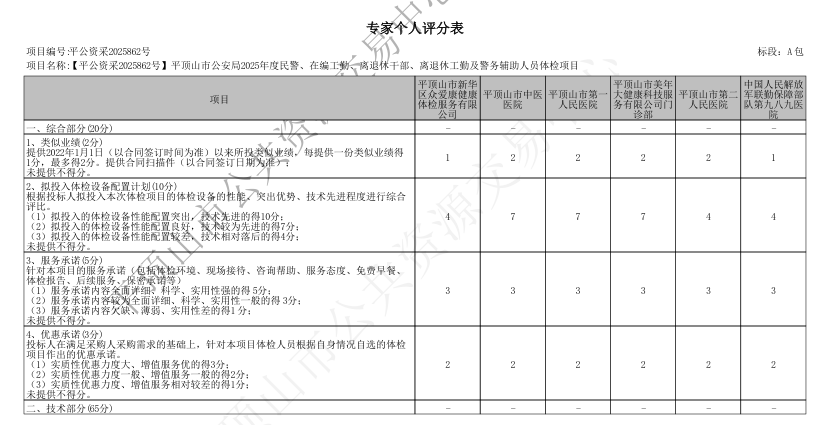 专家个人评分表
项目编号:平公资采2025862号
标段: A包
项目名称:【平公资采2025862号】平顶山市公安局2025年度民警、在编工勤、离退休干部、离退休工勤及警务辅助人员体检项目
项目
平顶山市新华
区众爱康健康
体检服务有限
公司
平顶山市中医
医院
平顶山市第一
人民医院
平顶山市美年
大健康科技服
务有限公司门
诊部
平顶山市第二
人民医院
中国人民解放
军联勤保障部
队第九八九医
院
一、综合部分(20分) - - - - - -
1、类似业绩(2分)
提供2022年1月1日（以合同签订时间为准）以来所投类似业绩，每提供一份类似业绩得
1分，最多得2分。提供合同扫描件（以合同签订日期为准）；
未提供不得分。
1 2 2 2 2 1
2、拟投入体检设备配置计划(10分)
根据投标人拟投入本次体检项目的体检设备的性能、突出优势、技术先进程度进行综合
评比。
（1）拟投入的体检设备性能配置突出，技术先进的得10分；
（2）拟投入的体检设备性能配置良好，技术较为先进的得7分；
（3）拟投入的体检设备性能配置较差，技术相对落后的得4分；
未提供不得分。
4 7 7 7 4 4
3、服务承诺(5分)
针对本项目的服务承诺（包括体检环境、现场接待、咨询帮助、服务态度、免费早餐、
体检报告、后续服务、保密承诺等）
（1）服务承诺内容全面详细、科学、实用性强的得 5分；
（2）服务承诺内容较为全面详细、科学、实用性一般的得 3分；
（3）服务承诺内容欠缺、薄弱、实用性差的得1 分；
未提供不得分。
3 3 3 3 3 3
4、优惠承诺(3分)
投标人在满足采购人采购需求的基础上，针对本项目体检人员根据自身情况自选的体检
项目作出的优惠承诺。
（1）实质性优惠力度大、增值服务优的得3分；
（2）实质性优惠力度一般、增值服务一般的得2分；
（3）实质性优惠力度、增值服务相对较差的得1分；
未提供不得分。
2 2 2 2 2 2
二、技术部分(65分) - - - - - -
平顶山市公共资源交易中心
平顶山市公共资源交易中心